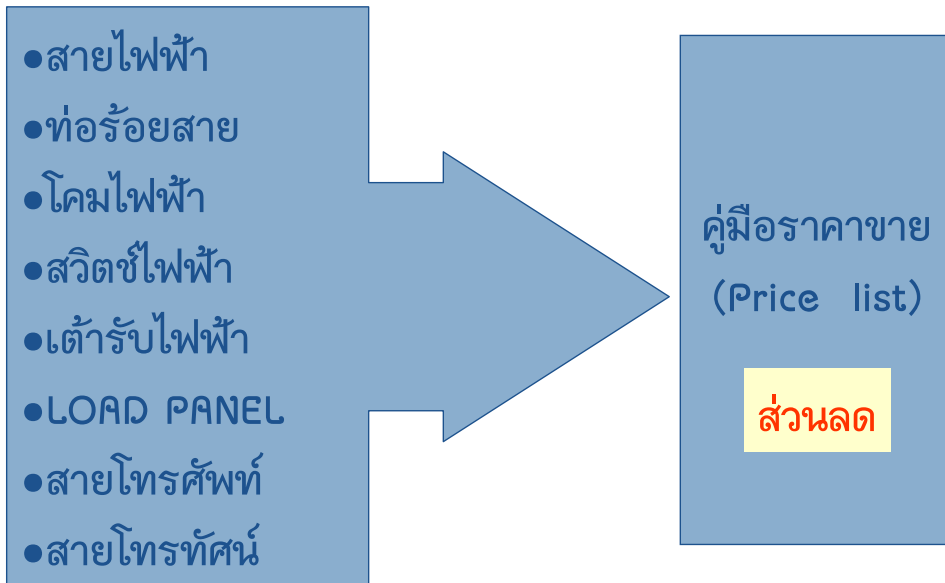 ●สายไฟฟ้า
●ท่อร้อยสาย
●โคมไฟฟ้า
●สวิตช์ไฟฟ้า
●เต้ารับไฟฟ้า
●LOAD PANEL
●สายโทรศัพท์
●สายโทรทัศน์
คู่มือราคาขาย
(Price list)
ส่วนลด